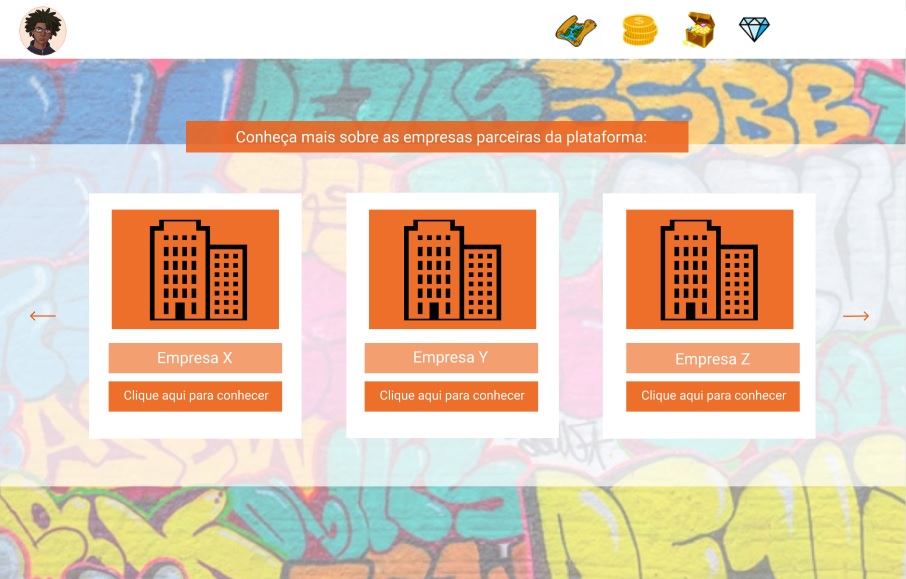 SSBB
Conheça mais sobre as empresas parceiras da plataforma:
Empresa X
Empresa Y
Empresa Z
Clique aqui para conhecer
Clique aqui para conhecer
Clique aqui para conhecer